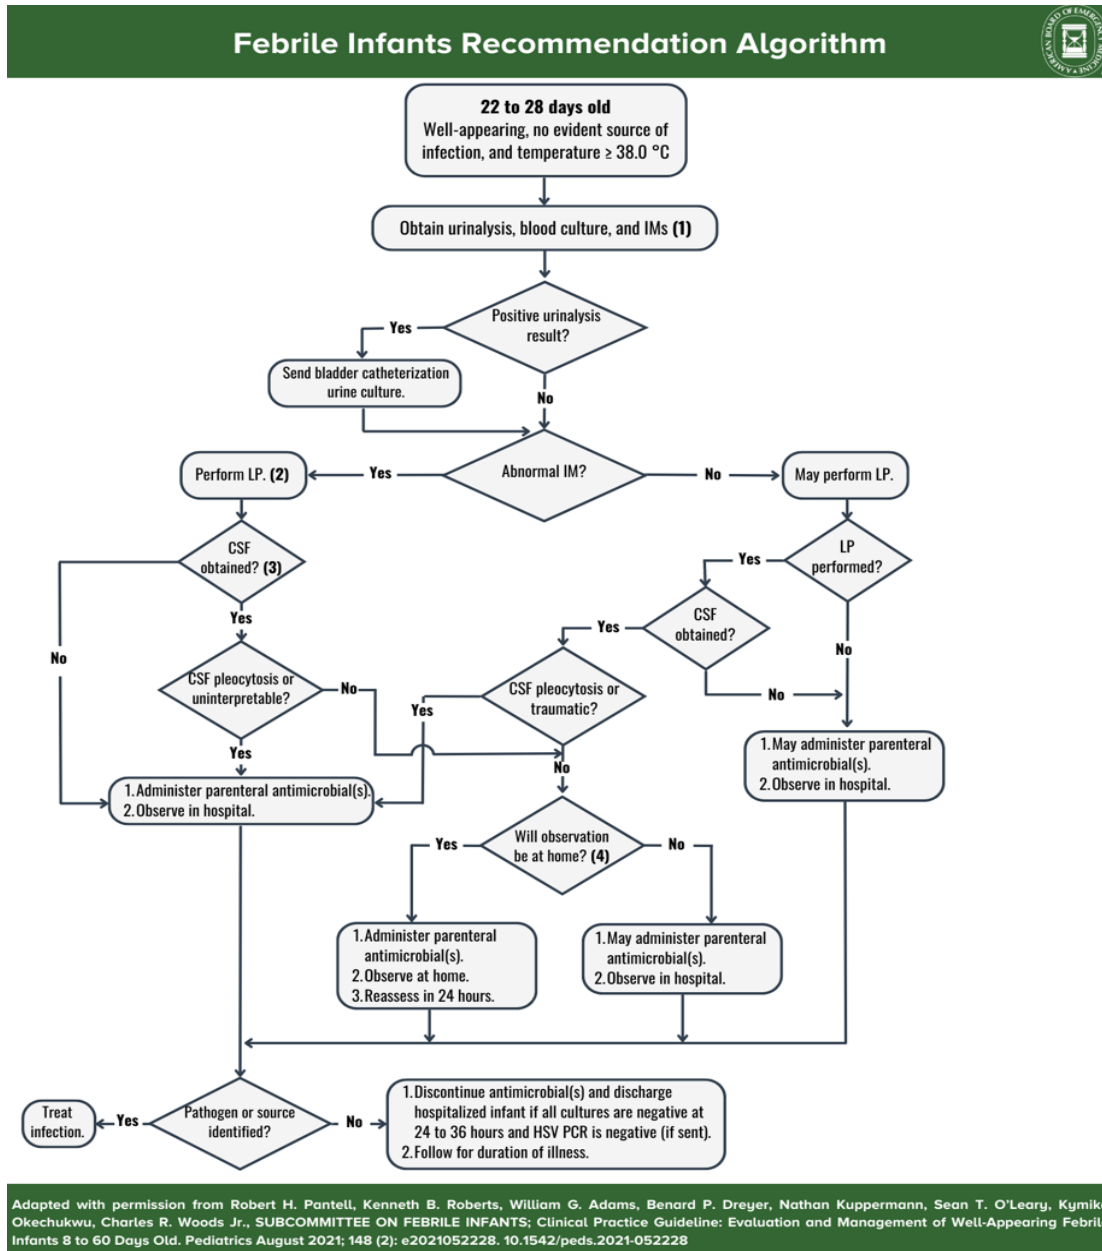 Febrile Infants Recommendation Algorithm
AMERICAN BOARD OF EMERGENCY MEDICINE
22 to 28 days old
Well-appearing, no evident source of
infection, and temperature ≥ 38.0 °C
Obtain urinalysis, blood culture, and IMs (1)
Positive urinalysis
result?
Yes
Send bladder catheterization
urine culture.
No
Abnormal IM?
Yes
No
Perform LP. (2)
May perform LP.
CSF
obtained? (3)
LP
performed?
Yes
CSF
obtained?
Yes
Yes
No
No
No
CSF pleocytosis or
uninterpretable?
No
CSF pleocytosis or
traumatic?
Yes
Yes
No
1. Administer parenteral antimicrobial(s).
2. Observe in hospital.
1. May administer parenteral
antimicrobial(s).
2. Observe in hospital.
Will observation
be at home? (4)
Yes
No
1. Administer parenteral
antimicrobial(s).
2. Observe at home.
3. Reassess in 24 hours.
1. May administer parenteral
antimicrobial(s).
2. Observe in hospital.
Pathogen or source
identified?
Yes
Treat
infection.
No
1. Discontinue antimicrobial(s) and discharge
hospitalized infant if all cultures are negative at
24 to 36 hours and HSV PCR is negative (if sent).
2. Follow for duration of illness.
Adapted with permission from Robert H. Pantell, Kenneth B. Roberts, William G. Adams, Benard P. Dreyer, Nathan Kuppermann, Sean T. O'Leary, Kymika
Okechukwu, Charles R. Woods Jr., SUBCOMMITTEE ON FEBRILE INFANTS; Clinical Practice Guideline: Evaluation and Management of Well-Appearing Febrile
Infants 8 to 60 Days Old. Pediatrics August 2021; 148 (2): e2021052228. 10.1542/peds.2021-052228